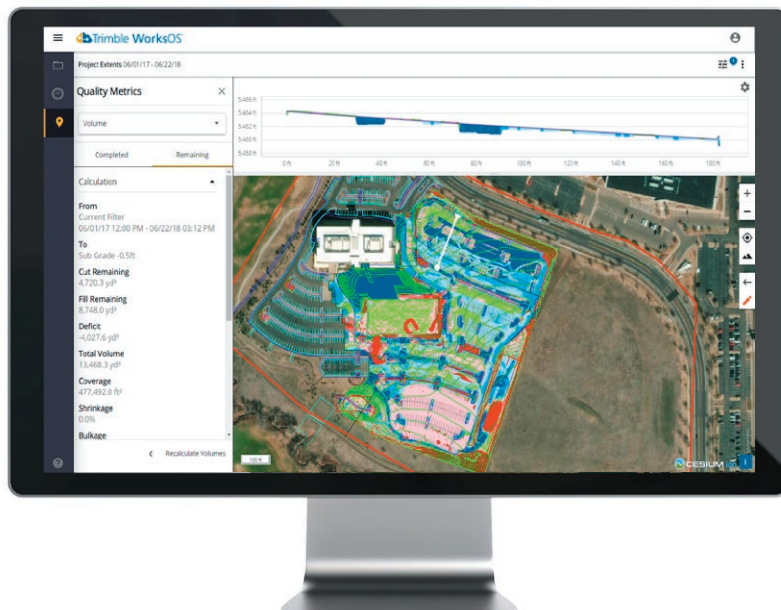 Trimble WorksOS
Project Extents 06/01/17 - 06/22/18
Quality Metrics
Volume
Completed
Remaining
Calculation
From
Current Filter
06/01/17 12:00 PM - 06/22/18 03:12 PM
To
Sub Grade -0.5ft
Cut Remaining
4,720.3 yd³
Fill Remaining
8,748.0 yd³
Deficit
-4,027.6 yd³
Total Volume
13,468.3 yd³
Coverage
477,492.0 ft²
Shrinkage
0.0%
Bulkage
Recalculate Volumes
5,466 ft
5,464 ft
5,462 ft
5,460 ft
5,458 ft
0 ft 20 ft 40 ft 60 ft 80 ft 100 ft 120 ft 140 ft 160 ft 180 ft
100 ft
CESIUM ion